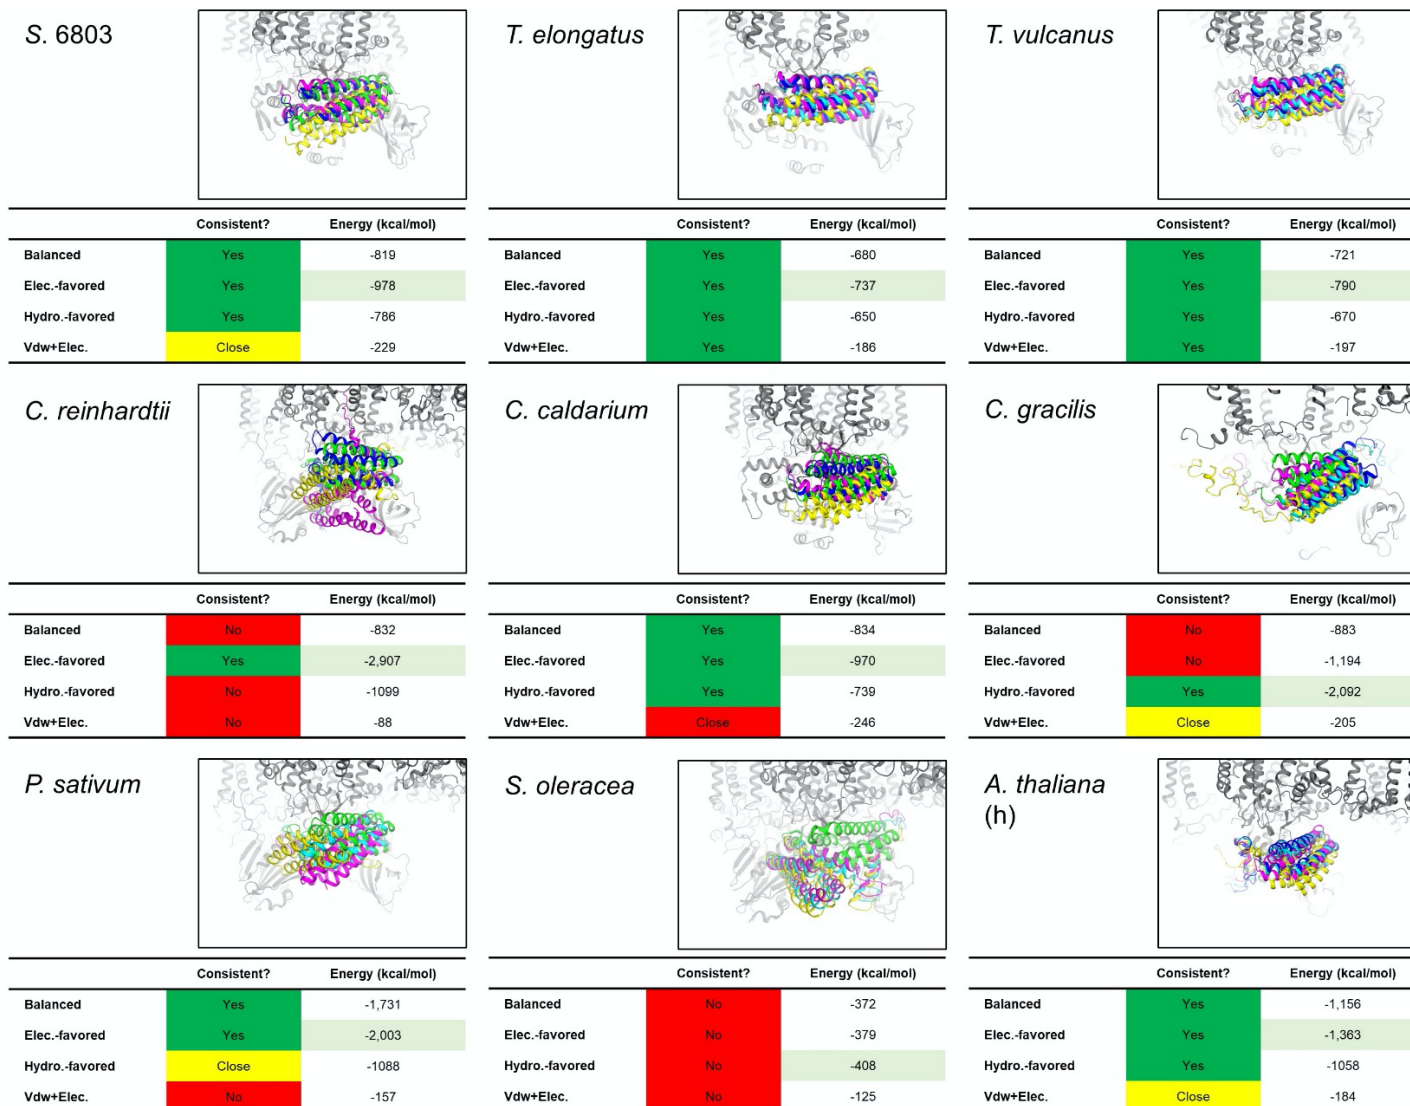 S. 6803
T. elongatus
T. vulcanus
Consistent? Energy (kcal/mol)
Balanced Yes -819
Elec.-favored Yes -978
Hydro.-favored Yes -786
Vdw+Elec. Close -229
Consistent? Energy (kcal/mol)
Balanced Yes -680
Elec.-favored Yes -737
Hydro.-favored Yes -650
Vdw+Elec. Yes -186
Consistent? Energy (kcal/mol)
Balanced Yes -721
Elec.-favored Yes -790
Hydro.-favored Yes -670
Vdw+Elec. Yes -197
C. reinhardtii
C. caldarium
C. gracilis
Consistent? Energy (kcal/mol)
Balanced No -832
Elec.-favored Yes -2,907
Hydro.-favored No -1099
Vdw+Elec. No -88
Consistent? Energy (kcal/mol)
Balanced Yes -834
Elec.-favored Yes -970
Hydro.-favored Yes -739
Vdw+Elec. Close -246
Consistent? Energy (kcal/mol)
Balanced No -883
Elec.-favored No -1,194
Hydro.-favored Yes -2,092
Vdw+Elec. Close -205
P. sativum
S. oleracea
A. thaliana
(h)
Consistent? Energy (kcal/mol)
Balanced Yes -1,731
Elec.-favored Yes -2,003
Hydro.-favored Close -1088
Vdw+Elec. No -157
Consistent? Energy (kcal/mol)
Balanced No -372
Elec.-favored No -379
Hydro.-favored No -408
Vdw+Elec. No -125
Consistent? Energy (kcal/mol)
Balanced Yes -1,156
Elec.-favored Yes -1,363
Hydro.-favored Yes -1058
Vdw+Elec. Close -184